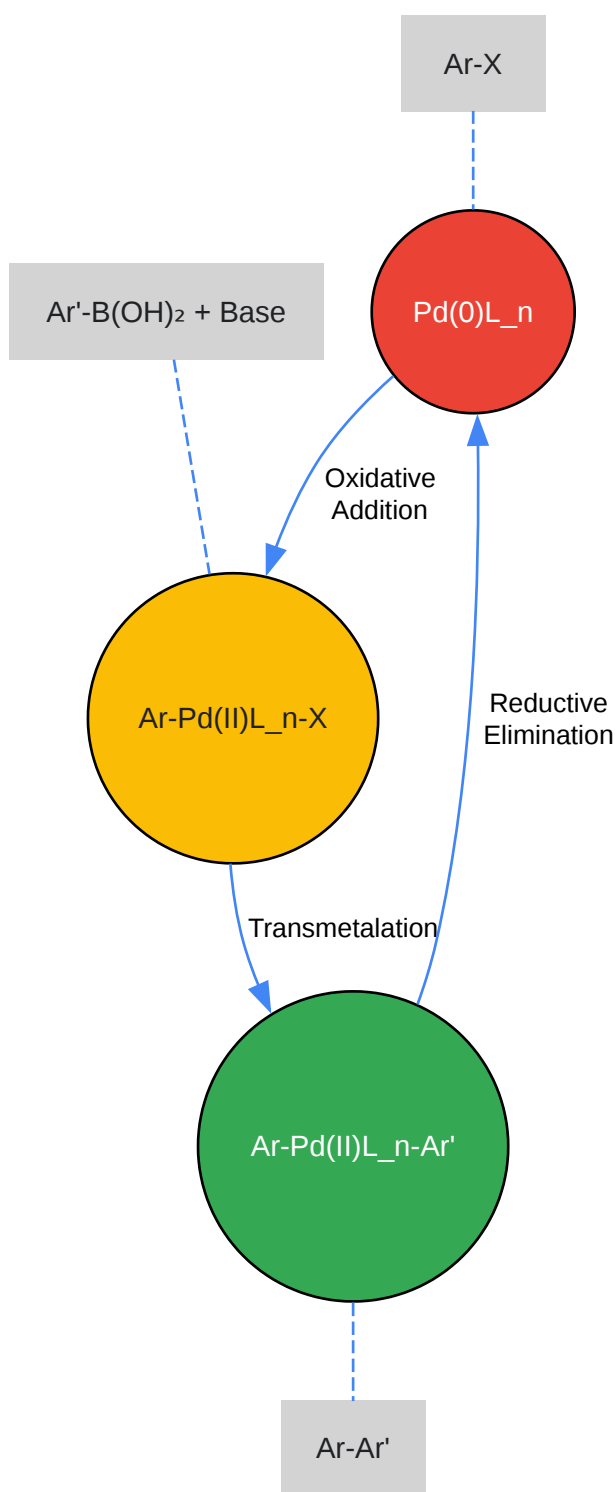 Ar-X
Pd(0)L_n
Ar'-B(OH)₂ + Base
Oxidative
Addition
Ar-Pd(II)L_n-X
Reductive
Elimination
Transmetalation
Ar-Pd(II)L_n-Ar'
Ar-Ar'